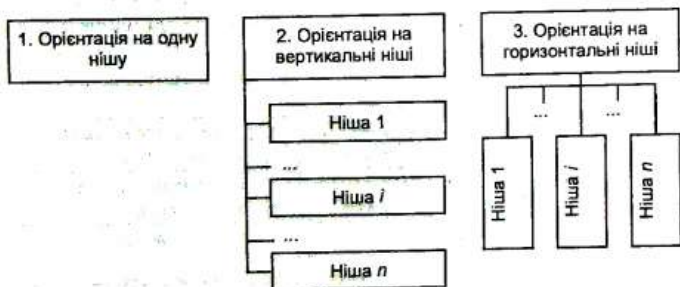 1. Орієнтація на одну
нішу
2. Орієнтація на
вертикальні ніші
Ніша 1
...
Ніша i
...
Ніша n
3. Орієнтація на
горизонтальні ніші
...
...
Ніша 1
Ніша i
Ніша n